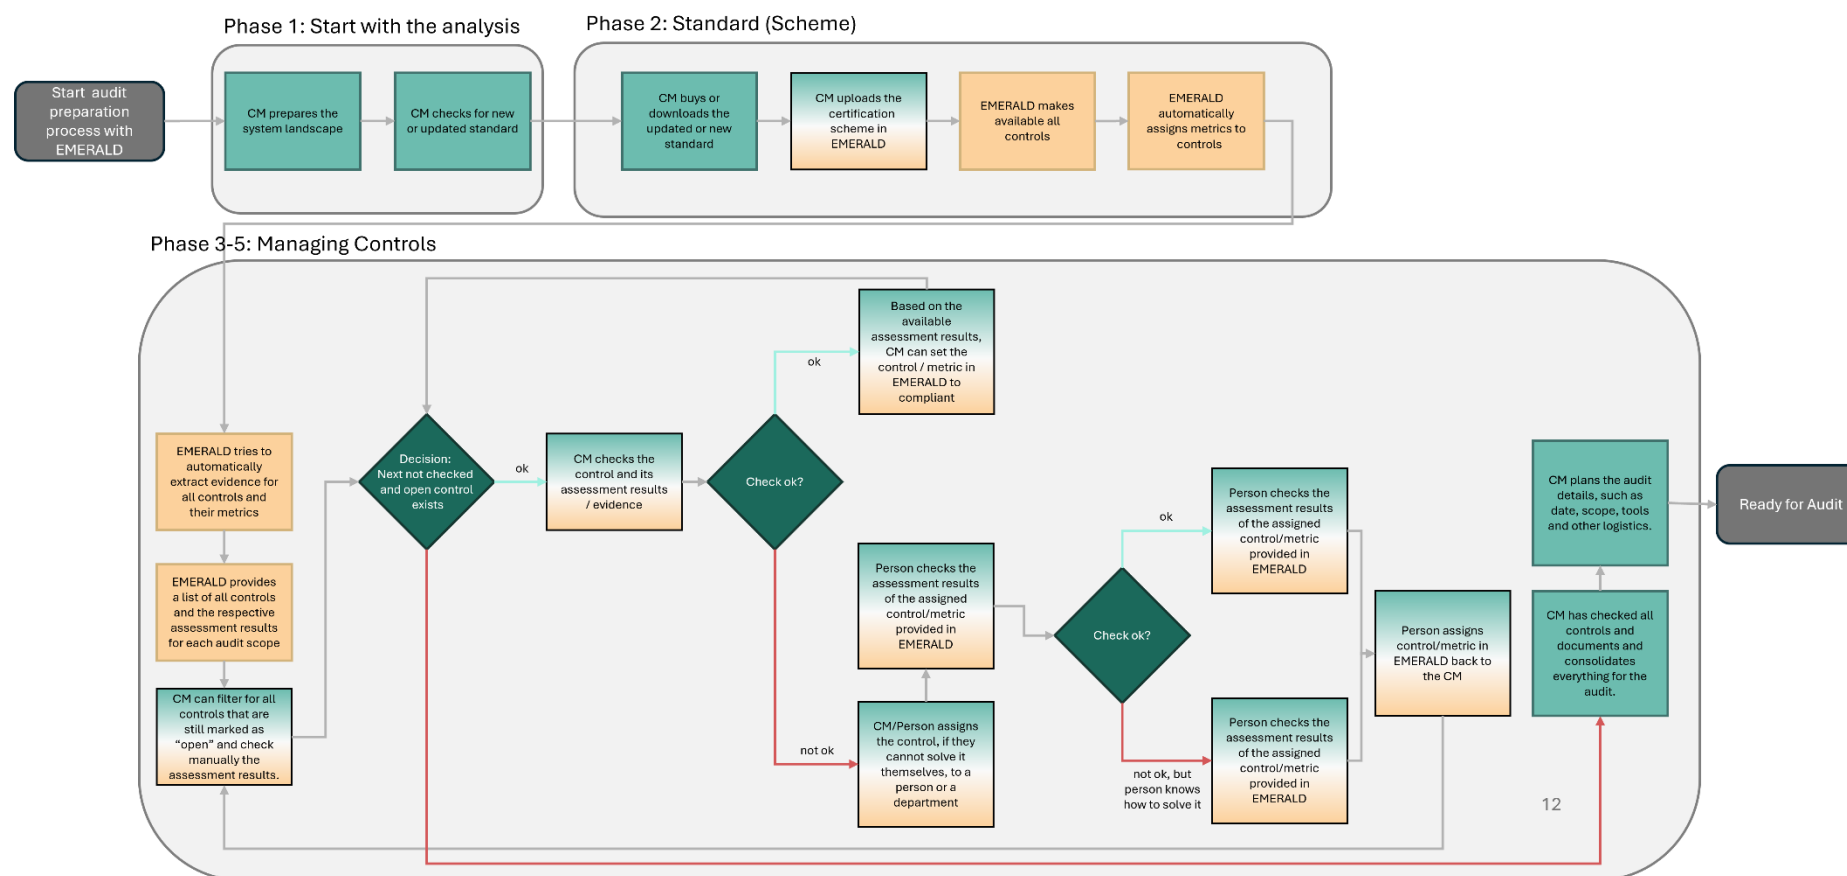 Phase 1: Start with the analysis
Phase 2: Standard (Scheme)
Start audit
preparation
process with
EMERALD
CM prepares the
system landscape
CM checks for new
or updated standard
CM buys or
downloads the
updated or new
standard
CM uploads the
certification
scheme in
EMERALD
EMERALD makes
available all
controls
EMERALD
automatically
assigns metrics to
controls
Phase 3-5: Managing Controls
EMERALD tries to
automatically
extract evidence for
all controls and
their metrics
EMERALD provides
a list of all controls
and the respective
assessment results
for each audit scope
CM can filter for all
controls that are
still marked as
“open” and check
manually the
assessment results.
Decision:
Next not checked
and open control
exists
ok
CM checks the
control and its
assessment results
/ evidence
Check ok?
ok
Based on the
available
assessment results,
CM can set the
control / metric in
EMERALD to
compliant
not ok
CM/Person assigns
the control, if they
cannot solve it
themselves, to a
person or a
department
Person checks the
assessment results
of the assigned
control/metric
provided in
EMERALD
Check ok?
ok
Person checks the
assessment results
of the assigned
control/metric
provided in
EMERALD
not ok, but
person knows
how to solve it
Person checks the
assessment results
of the assigned
control/metric
provided in
EMERALD
Person assigns
control/metric in
EMERALD back to
the CM
CM has checked all
controls and
documents and
consolidates
everything for the
audit.
CM plans the audit
details, such as
date, scope, tools
and other logistics.
Ready for Audit
12